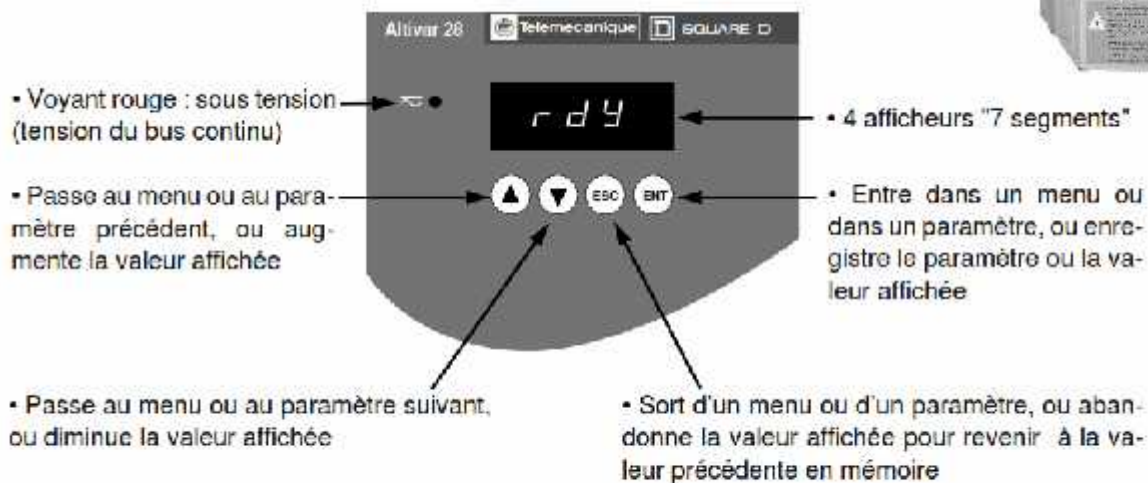 Altivar 28 Telemecanique SQUARE D
• Voyant rouge : sous tension
(tension du bus continu)
rdY
• 4 afficheurs "7 segments"
• Passe au menu ou au para-
mètre précédent, ou aug-
mente la valeur affichée
ESC ENT
• Entre dans un menu ou
dans un paramètre, ou enre-
gistre le paramètre ou la va-
leur affichée
• Passe au menu ou au paramètre suivant,
ou diminue la valeur affichée
• Sort d'un menu ou d'un paramètre, ou aban-
donne la valeur affichée pour revenir à la va-
leur précédente en mémoire